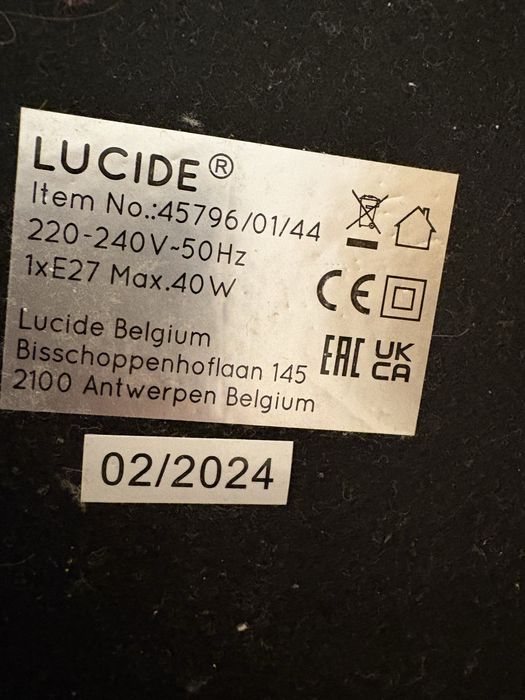 LUCIDE®
Item No.:45796/01/44
220-240V~50Hz
1xE27 Max.40W
CE
Lucide Belgium
Bisschoppenhoflaan 145
2100 Antwerpen Belgium
EAC
UK
CA
02/2024